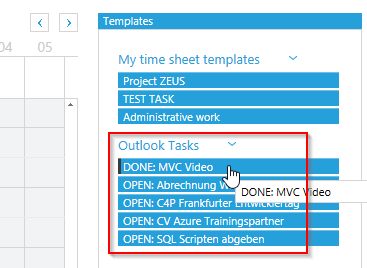 Templates
04
05
My time sheet templates
Project ZEUS
TEST TASK
Administrative work
Outlook Tasks
DONE: MVC Video
OPEN: Abrechnung
DONE: MVC Video
OPEN: C4P Frankfurter Entwicklertag
OPEN: CV Azure Trainingspartner
OPEN: SQL Scripten abgeben